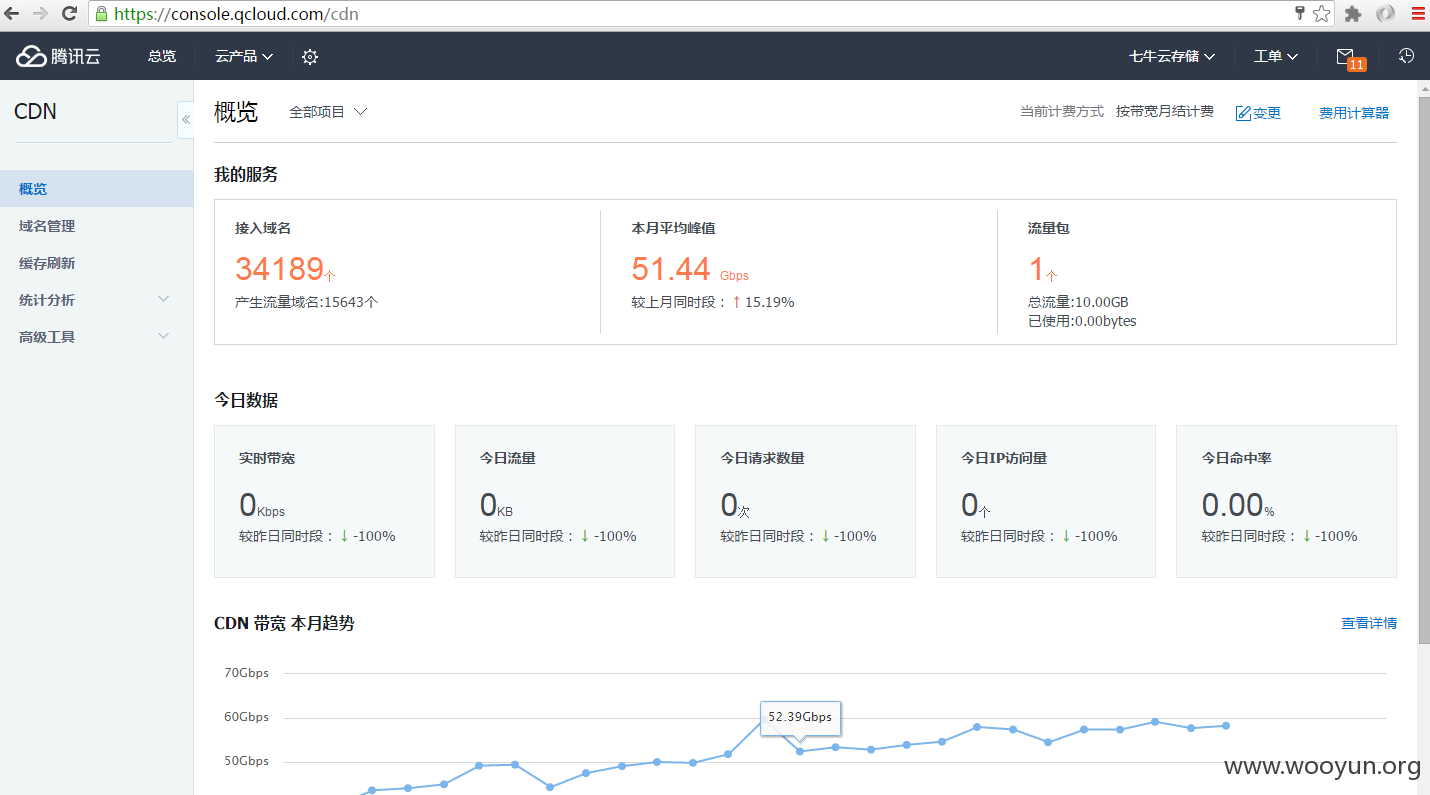 https://console.qcloud.com/cdn
腾讯云 总览 云产品 七牛云存储 工单 11
CDN
概览
域名管理
缓存刷新
统计分析
高级工具
概览 全部项目 当前计费方式 按带宽月结计费 变更 费用计算器
我的服务
接入域名
34189个
产生流量域名:15643个
本月平均峰值
51.44 Gbps
较上月同时段：↑ 15.19%
流量包
1个
总流量:10.00GB
已使用:0.00bytes
今日数据
实时带宽
0Kbps
较昨日同时段：↓ -100%
今日流量
0KB
较昨日同时段：↓ -100%
今日请求数量
0次
较昨日同时段：↓ -100%
今日IP访问量
0个
较昨日同时段：↓ -100%
今日命中率
0.00%
较昨日同时段：↓ -100%
CDN 带宽 本月趋势 查看详情
70Gbps
60Gbps
52.39Gbps
50Gbps
www.wooyun.org